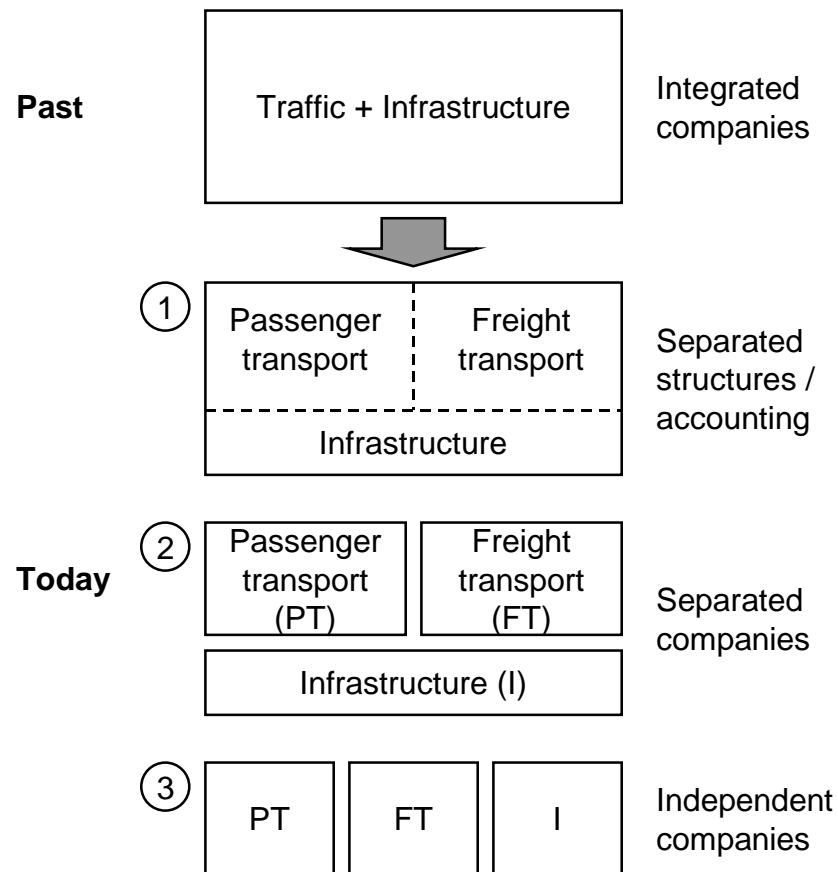 Past
Traffic + Infrastructure
Integrated
companies
1
Passenger
transport
Freight
transport
Infrastructure
Separated
structures /
accounting
Today
2
Passenger
transport
(PT)
Freight
transport
(FT)
Infrastructure (I)
Separated
companies
3
PT
FT
I
Independent
companies